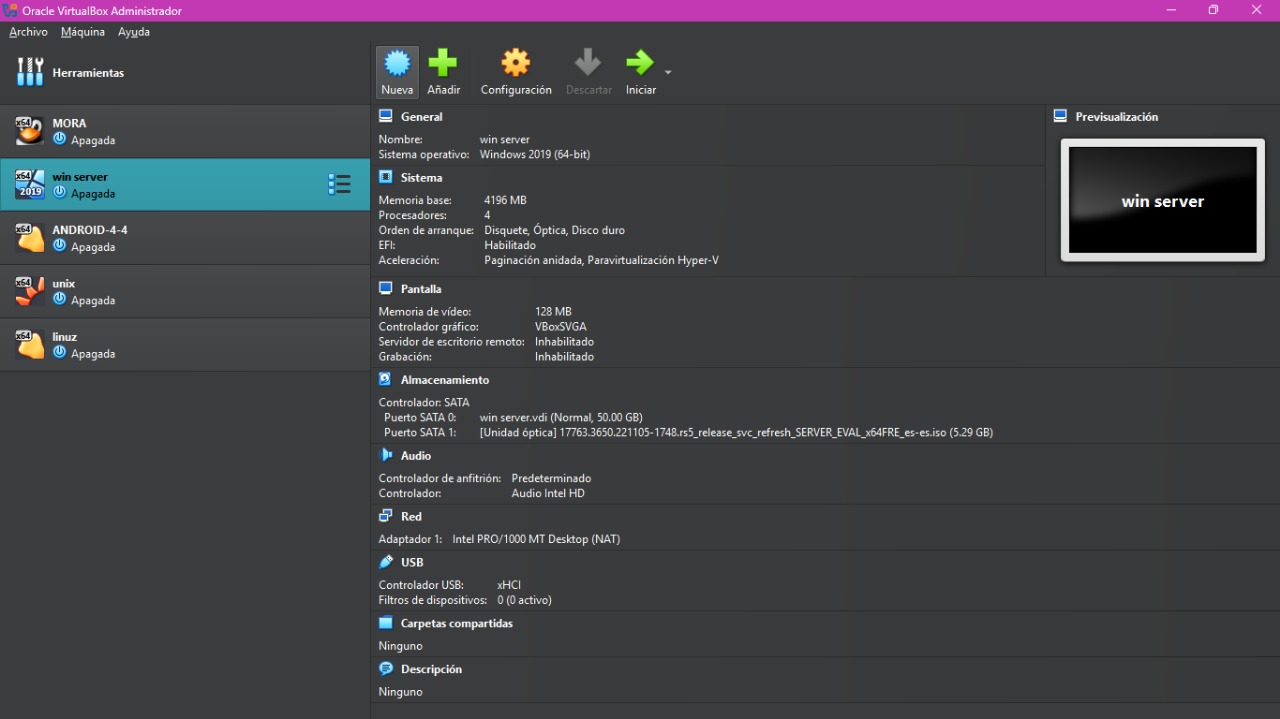 Oracle VirtualBox Administrador
Archivo Máquina Ayuda
Herramientas
Nueva Añadir Configuración Descartar Iniciar
x64 MORA
Apagada
x64 2019 win server
Apagada
x64 ANDROID-4-4
Apagada
x64 unix
Apagada
x64 linuz
Apagada
General
Nombre: win server
Sistema operativo: Windows 2019 (64-bit)
Sistema
Memoria base: 4196 MB
Procesadores: 4
Orden de arranque: Disquete, Óptica, Disco duro
EFI: Habilitado
Aceleración: Paginación anidada, Paravirtualización Hyper-V
Previsualización
win server
Pantalla
Memoria de vídeo: 128 MB
Controlador gráfico: VBoxSVGA
Servidor de escritorio remoto: Inhabilitado
Grabación: Inhabilitado
Almacenamiento
Controlador: SATA
Puerto SATA 0: win server.vdi (Normal, 50.00 GB)
Puerto SATA 1: [Unidad óptica] 17763.3650.221105-1748.rs5_release_svc_refresh_SERVER_EVAL_x64FRE_es-es.iso (5.29 GB)
Audio
Controlador de anfitrión: Predeterminado
Controlador: Audio Intel HD
Red
Adaptador 1: Intel PRO/1000 MT Desktop (NAT)
USB
Controlador USB: xHCI
Filtros de dispositivos: 0 (0 activo)
Carpetas compartidas
Ninguno
Descripción
Ninguno